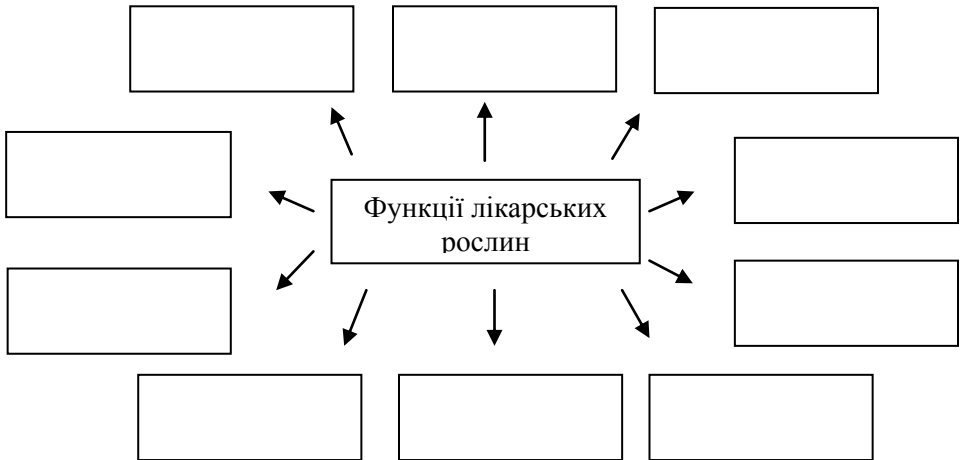 Функції лікарських
рослин